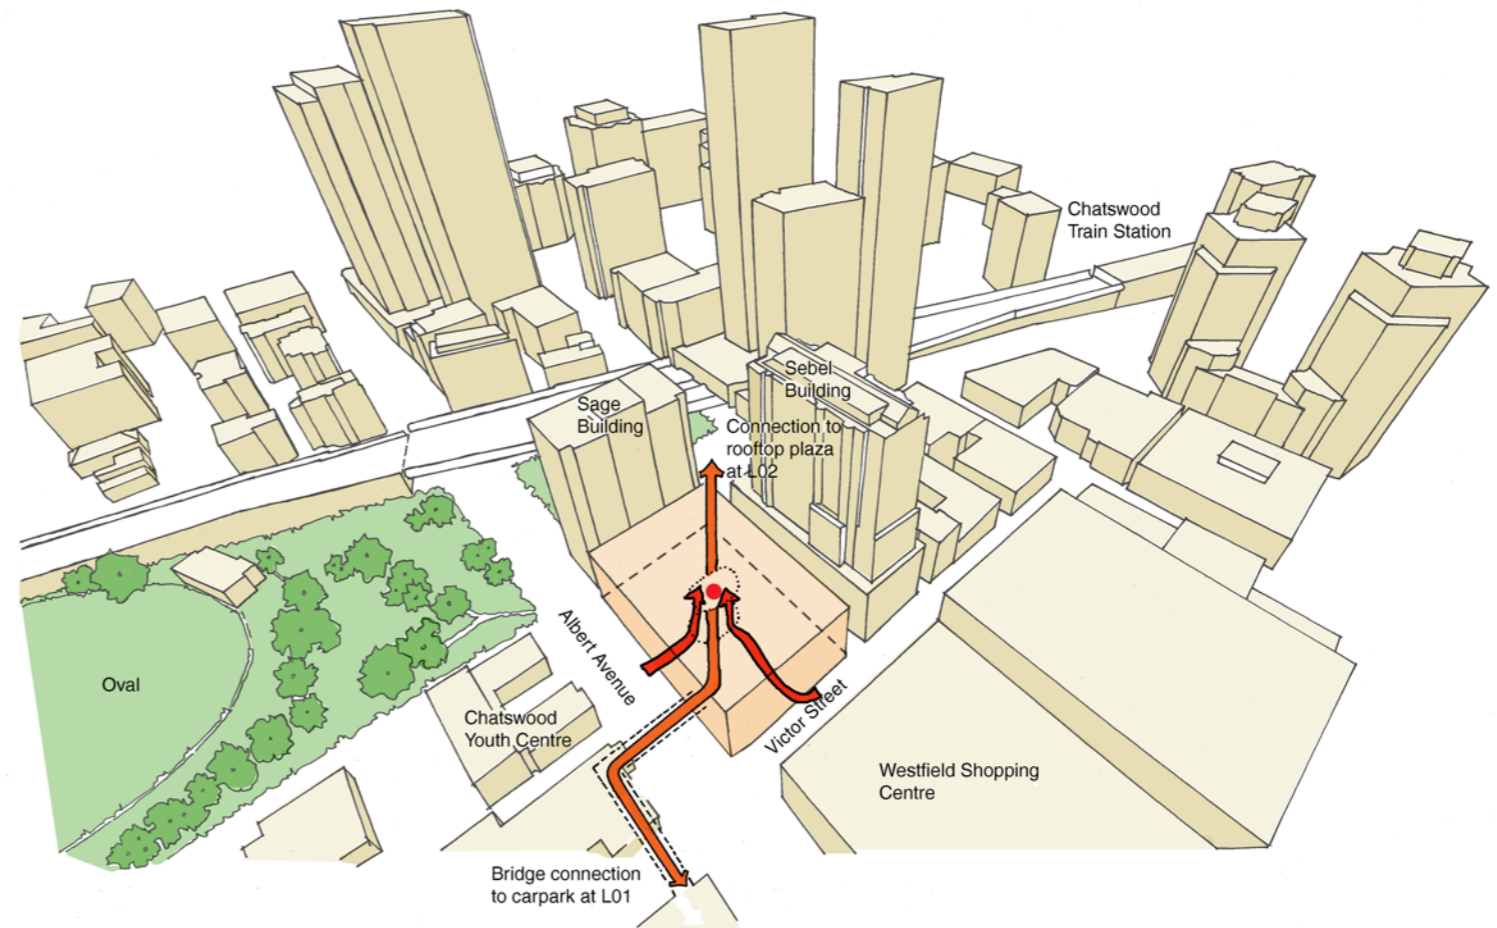 Chatswood
Train Station
Sebel
Building
Sage
Building
Connection to
rooftop plaza
at L02
Albert Avenue
Oval
Chatswood
Youth Centre
Victor Street
Westfield Shopping
Centre
Bridge connection
to carpark at L01